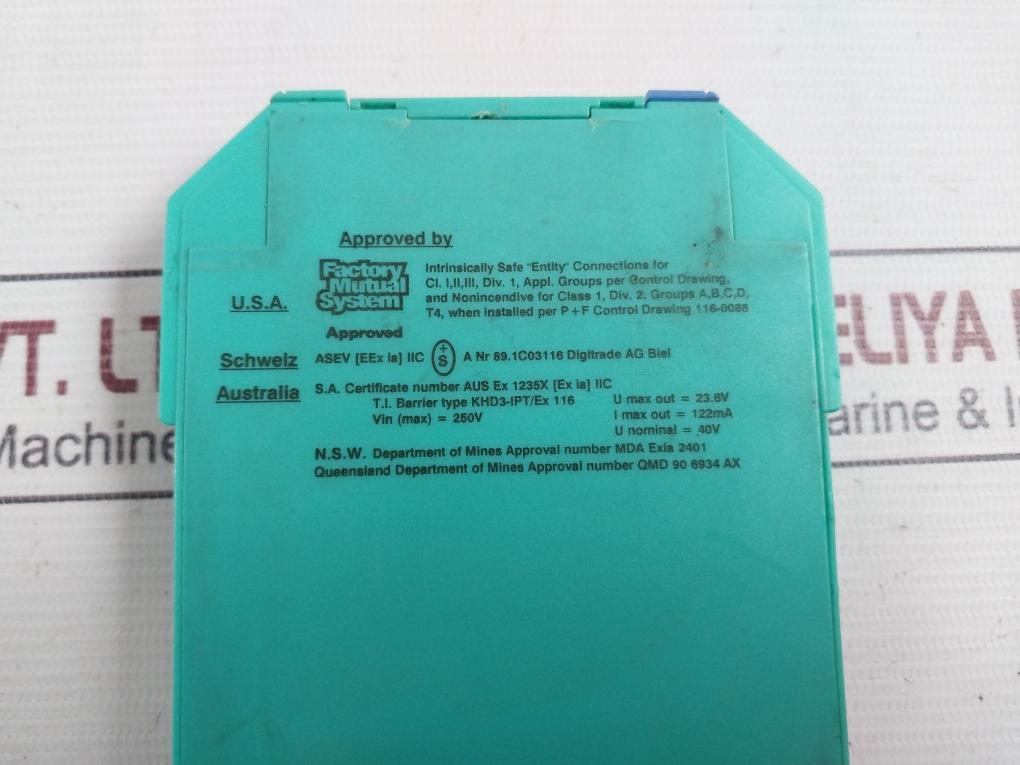 Approved by
U.S.A.
Factory
Mutual
System
Approved
Intrinsically Safe "Entity" Connections for
Cl. I,II,III, Div. 1, Appl. Groups per Control Drawing,
and Nonincendive for Class 1, Div. 2, Groups A,B,C,D,
T4, when installed per P+F Control Drawing 116-0088
Schweiz ASEV [EEx ia] IIC S A Nr 89.1C03116 Digitrade AG Biel
Australia S.A. Certificate number AUS Ex 1235X [Ex ia] IIC
T.I. Barrier type KHD3-IPT/Ex 116 U max out = 23.8V
Vin (max) = 250V I max out = 122mA
U nominal = 40V
N.S.W. Department of Mines Approval number MDA Exia 2401
Queensland Department of Mines Approval number QMD 90 6934 AX
VT. LT ELIYA
Machine arine & I